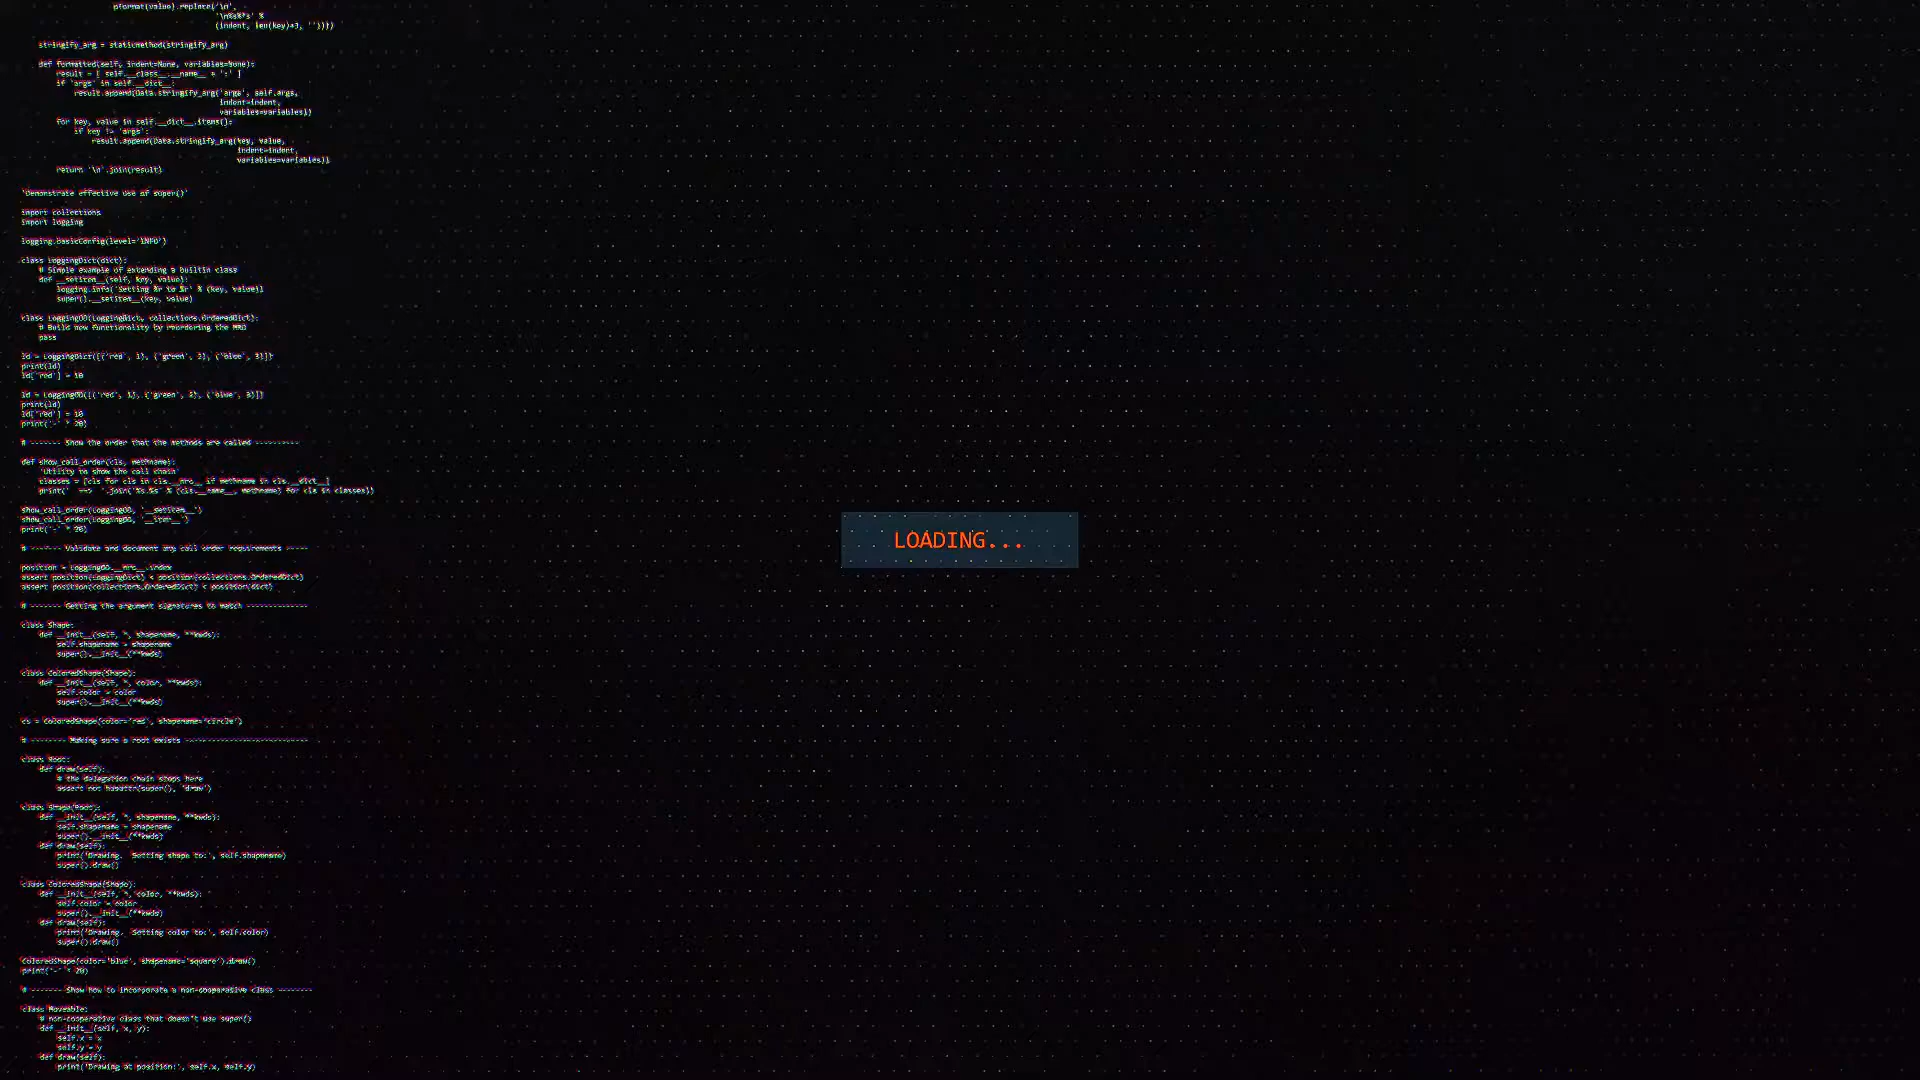 pformat(value).replace('\n',
'\n%s%*s' %
(indent, len(key)+3, ''))))
stringify_arg = staticmethod(stringify_arg)
def formatted(self, indent=None, variables=None):
result = [ self.__class__.__name__ + ':' ]
if 'args' in self.__dict__:
result.append(Data.stringify_arg('args', self.args,
indent=indent,
variables=variables))
for key, value in self.__dict__.items():
if key != 'args':
result.append(Data.stringify_arg(key, value,
indent=indent,
variables=variables))
return '\n'.join(result)
'Demonstrate effective use of super()'
import collections
import logging
logging.basicConfig(level='INFO')
class LoggingDict(dict):
# Simple example of extending a builtin class
def __setitem__(self, key, value):
logging.info('Setting %r to %r' % (key, value))
super().__setitem__(key, value)
class LoggingOD(LoggingDict, collections.OrderedDict):
# Build new functionality by reordering the MRO
pass
ld = LoggingDict([('red', 1), ('green', 2), ('blue', 3)])
print(ld)
ld['red'] = 10
ld = LoggingOD([('red', 1), ('green', 2), ('blue', 3)])
print(ld)
ld['red'] = 10
print('-' * 20)
# ------- Show the order that the methods are called ----------
def show_call_order(cls, methname):
'Utility to show the call chain'
classes = [cls for cls in cls.__mro__ if methname in cls.__dict__]
print('  ==>  '.join('%s.%s' % (cls.__name__, methname) for cls in classes))
show_call_order(LoggingOD, '__setitem__')
show_call_order(LoggingOD, '__iter__')
print('-' * 20)
# ------- Validate and document any call order requirements -----
position = LoggingOD.__mro__.index
assert position(LoggingDict) < position(collections.OrderedDict)
assert position(collections.OrderedDict) < position(dict)
# ------- Getting the argument signatures to match --------------
class Shape:
def __init__(self, *, shapename, **kwds):
self.shapename = shapename
super().__init__(**kwds)
class ColoredShape(Shape):
def __init__(self, *, color, **kwds):
self.color = color
super().__init__(**kwds)
cs = ColoredShape(color='red', shapename='circle')
# ------- Making sure a root exists ----------------------------
class Root:
def draw(self):
# the delegation chain stops here
assert not hasattr(super(), 'draw')
class Shape(Root):
def __init__(self, *, shapename, **kwds):
self.shapename = shapename
super().__init__(**kwds)
def draw(self):
print('Drawing.  Setting shape to:', self.shapename)
super().draw()
class ColoredShape(Shape):
def __init__(self, *, color, **kwds):
self.color = color
super().__init__(**kwds)
def draw(self):
print('Drawing.  Setting color to:', self.color)
super().draw()
ColoredShape(color='blue', shapename='square').draw()
print('-' * 20)
# ------- Show how to incorporate a non-cooperative class --------
class Moveable:
# non-cooperative class that doesn't use super()
def __init__(self, x, y):
self.x = x
self.y = y
def draw(self):
print('Drawing at position:', self.x, self.y)
LOADING...